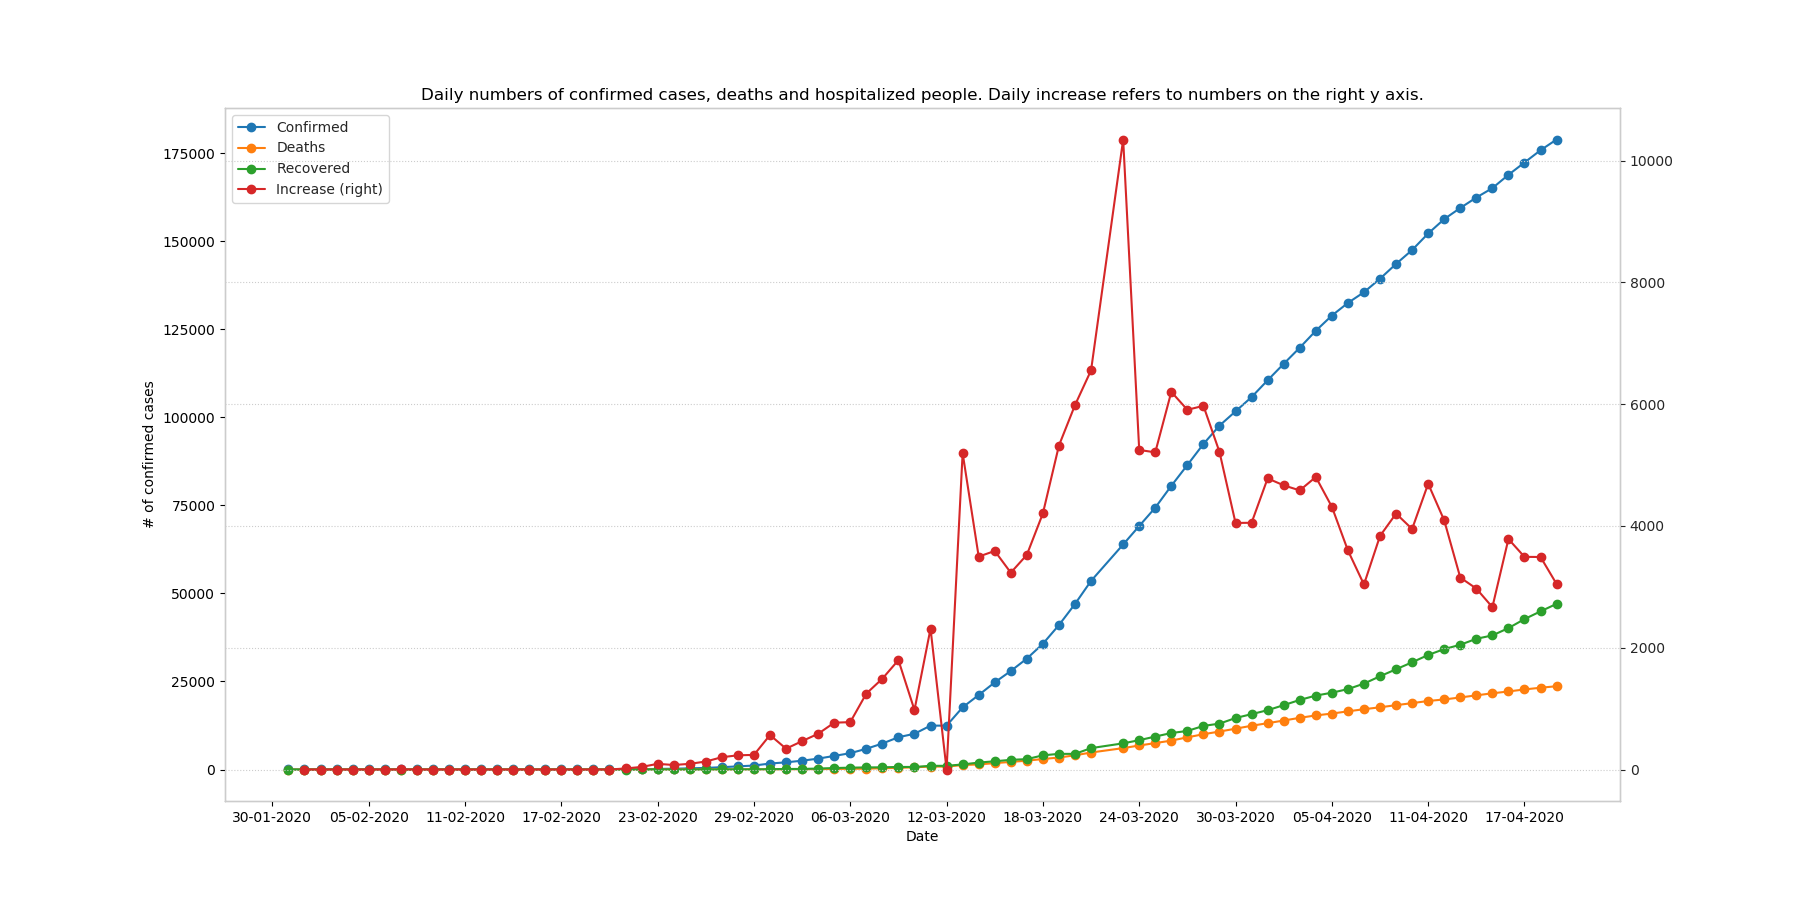 Daily numbers of confirmed cases, deaths and hospitalized people. Daily increase refers to numbers on the right y axis.
Confirmed
Deaths
Recovered
Increase (right)
175000
150000
125000
100000
75000
50000
25000
0
# of confirmed cases
10000
8000
6000
4000
2000
0
30-01-2020 05-02-2020 11-02-2020 17-02-2020 23-02-2020 29-02-2020 06-03-2020 12-03-2020 18-03-2020 24-03-2020 30-03-2020 05-04-2020 11-04-2020 17-04-2020
Date